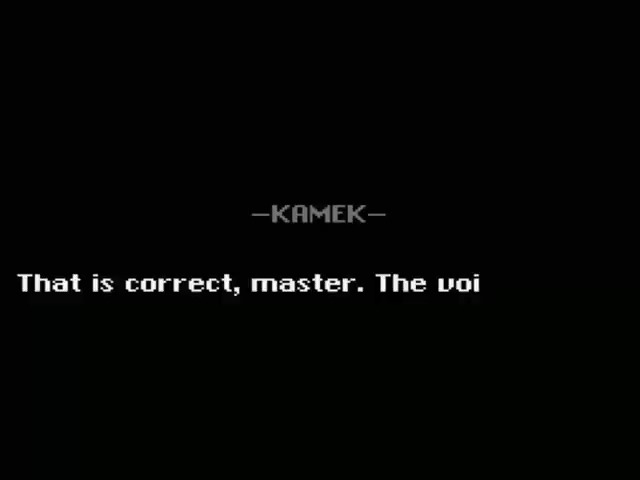 —KAMEK—
That is correct, master. The voi